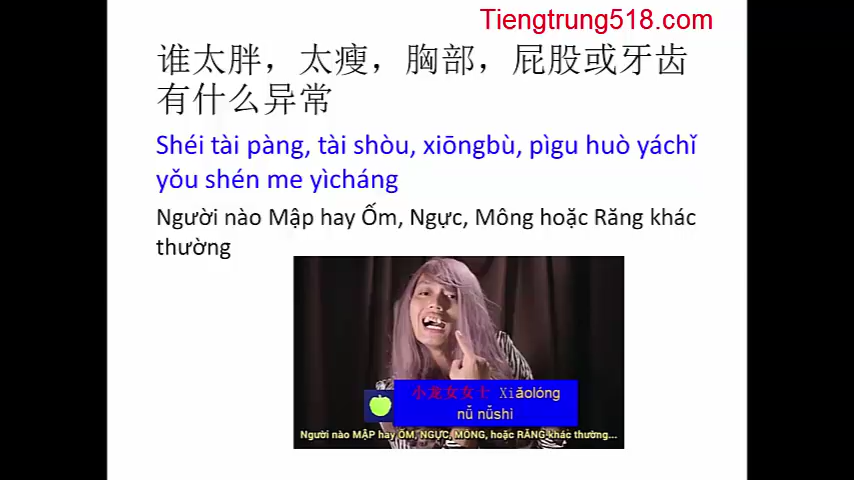 Tiengtrung518.com
谁太胖，太瘦，胸部，屁股或牙齿
有什么异常
Shéi tài pàng, tài shòu, xiōngbù, pìgu huò yáchǐ
yǒu shén me yìcháng
Người nào Mập hay Ốm, Ngực, Mông hoặc Răng khác
thường
小龙女女士 Xiǎolóng
nǚ nǚshì
Người nào MẬP hay ỐM, NGỰC, MÔNG, hoặc RĂNG khác thường...